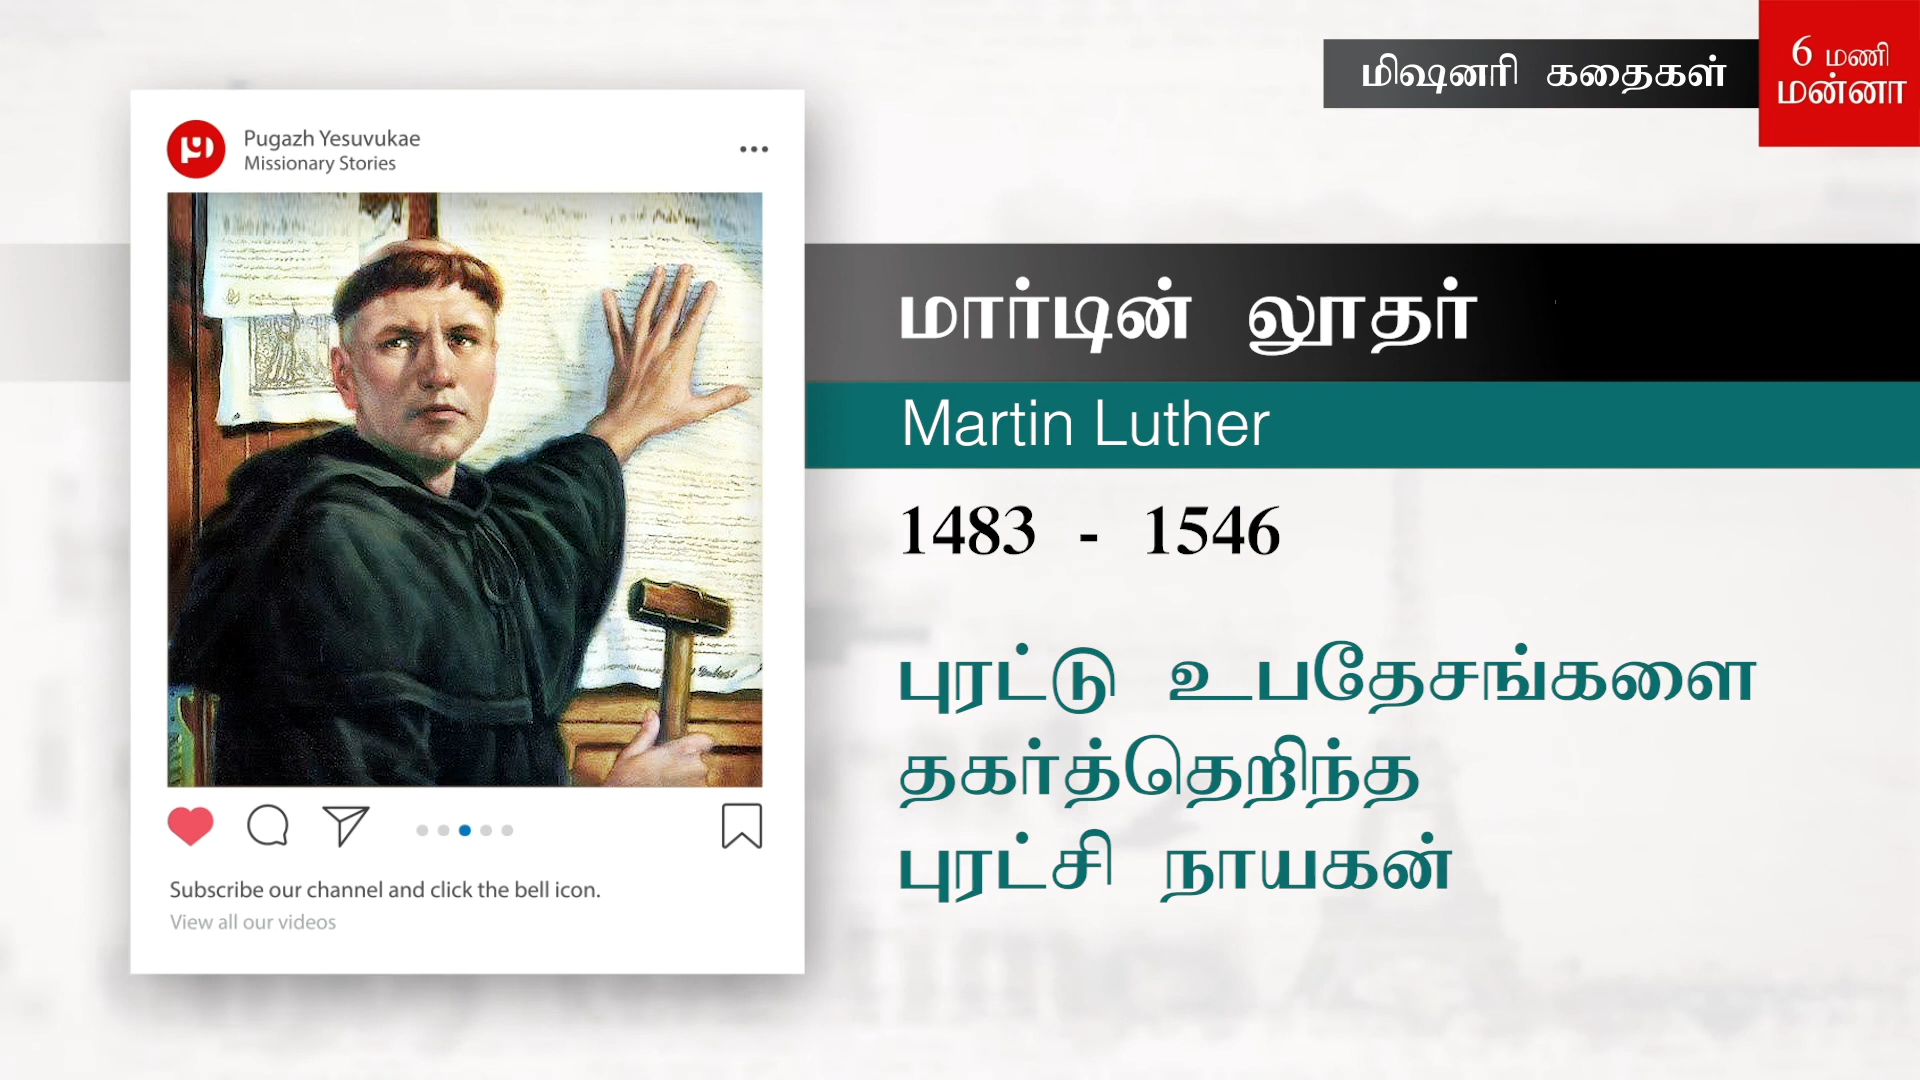 மிஷனரி கதைகள்
6 மணி
மன்னா
Pugazh Yesuvukae
Missionary Stories
மார்டின் லூதர்
Martin Luther
1483 - 1546
புரட்டு உபதேசங்களை
தகர்த்தெறிந்த
புரட்சி நாயகன்
Subscribe our channel and click the bell icon.
View all our videos